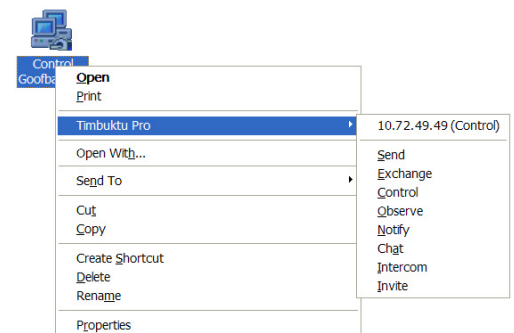 Control
Goofba
Open
Print
Timbuktu Pro
Open With...
Send To
Cut
Copy
Create Shortcut
Delete
Rename
Properties
10.72.49.49 (Control)
Send
Exchange
Control
Observe
Notify
Chat
Intercom
Invite